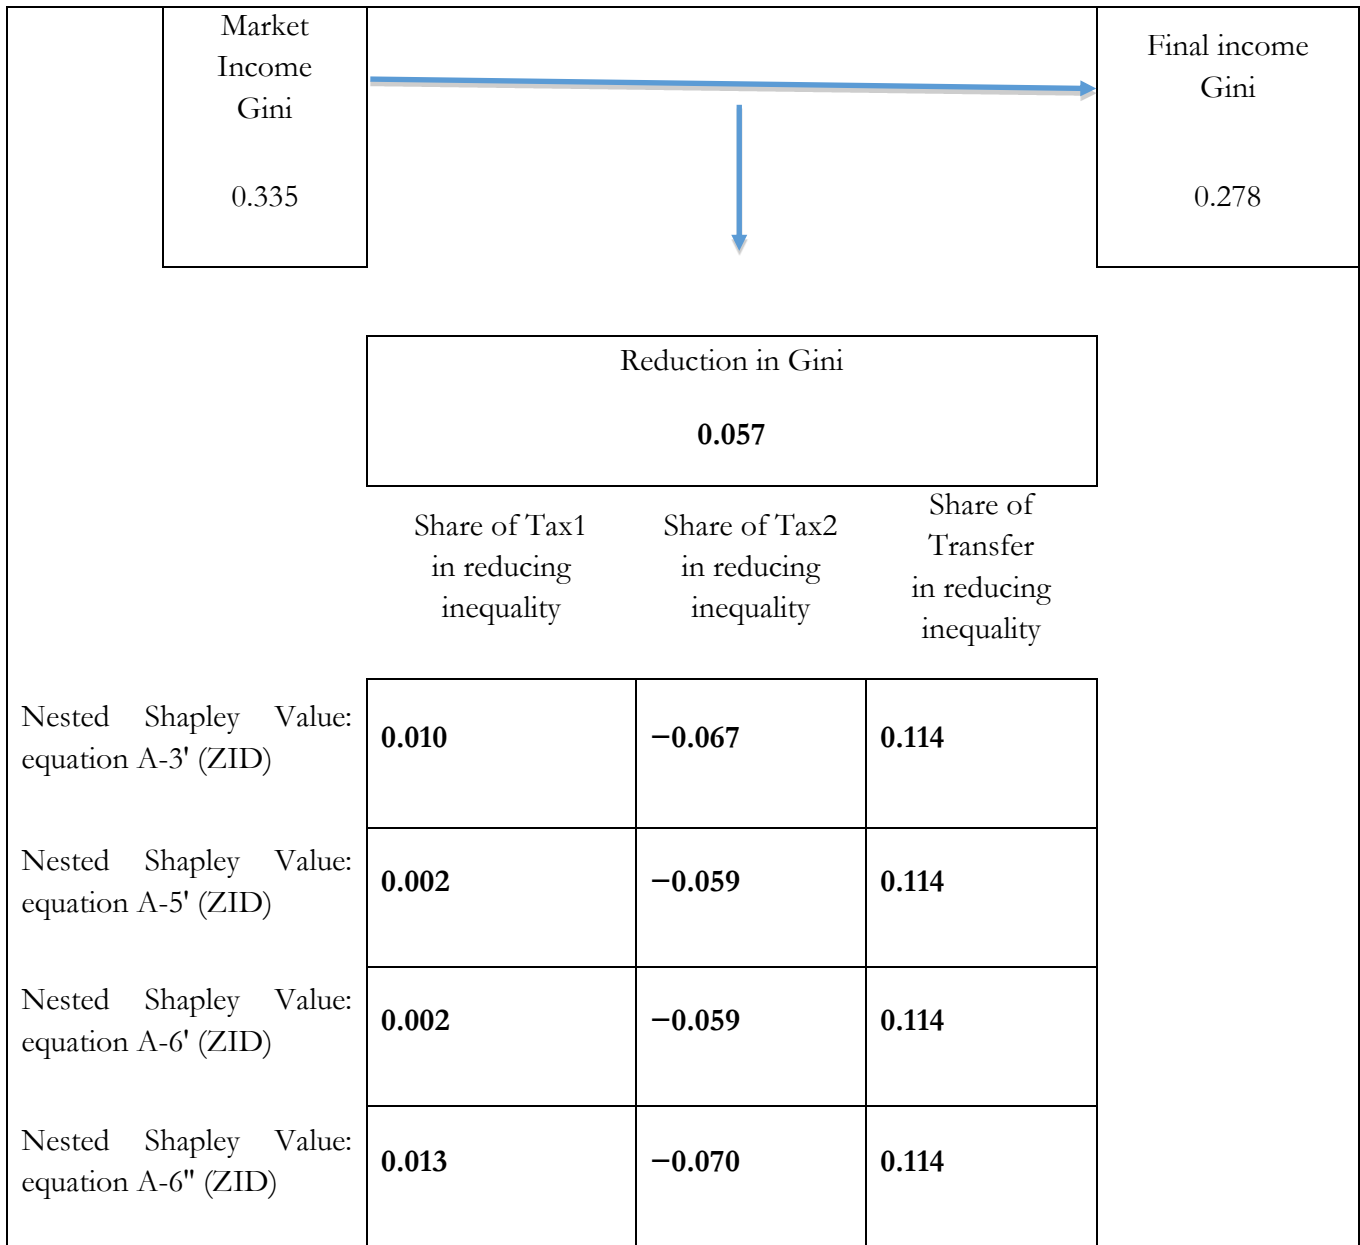 Market
Income
Gini
0.335
Final income
Gini
0.278
Reduction in Gini
0.057
Share of Tax1
in reducing
inequality
Share of Tax2
in reducing
inequality
Share of
Transfer
in reducing
inequality
Nested Shapley Value:
equation A-3' (ZID)
0.010
−0.067
0.114
Nested Shapley Value:
equation A-5' (ZID)
0.002
−0.059
0.114
Nested Shapley Value:
equation A-6' (ZID)
0.002
−0.059
0.114
Nested Shapley Value:
equation A-6" (ZID)
0.013
−0.070
0.114